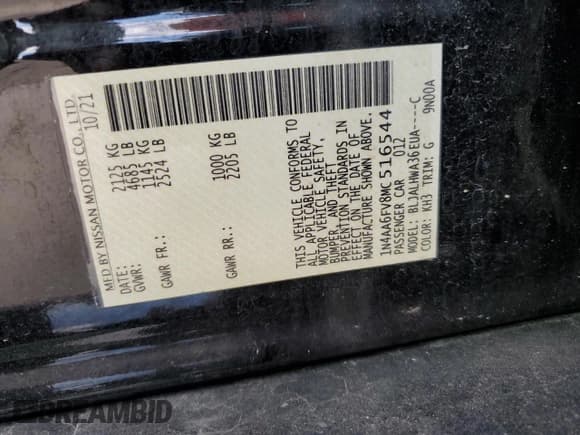 MFD BY NISSAN MOTOR CO., LTD.
DATE: 10/21
GVWR: 2125 KG
4685 LB
GAWR FR.: 1145 KG
2524 LB
GAWR RR.: 1000 KG
2205 LB
THIS VEHICLE CONFORMS TO
ALL APPLICABLE FEDERAL
MOTOR VEHICLE SAFETY,
BUMPER, AND THEFT
PREVENTION STANDARDS IN
EFFECT ON THE DATE OF
MANUFACTURE SHOWN ABOVE.
1N4AA6FV8MC516544
PASSENGER CAR 012
MODEL: BLJALHWA36EUA----C
COLOR: KH3 TRIM: G 9N00A
DREAMBID